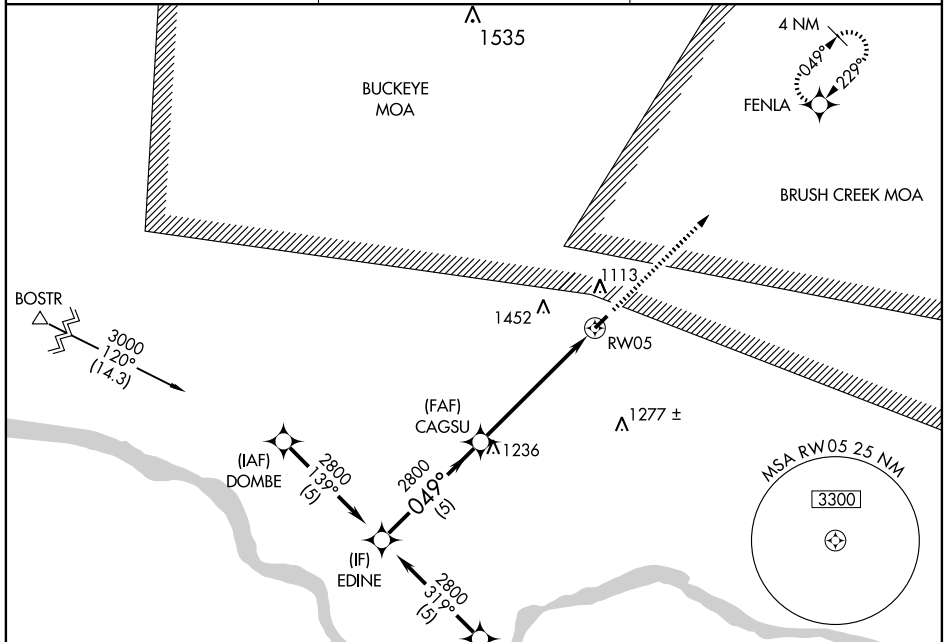 1535
4 NM
049°
229°
FENLA
BUCKEYE
MOA
BRUSH CREEK MOA
BOSTR
3000
120°
(14.3)
1113
1452
RW05
(FAF)
CAGSU
1277 ±
1236
(IAF)
DOMBE
2800
139°
(5)
2800
049°
(5)
(IF)
EDINE
2800
319°
(5)
MSA RW05 25 NM
3300